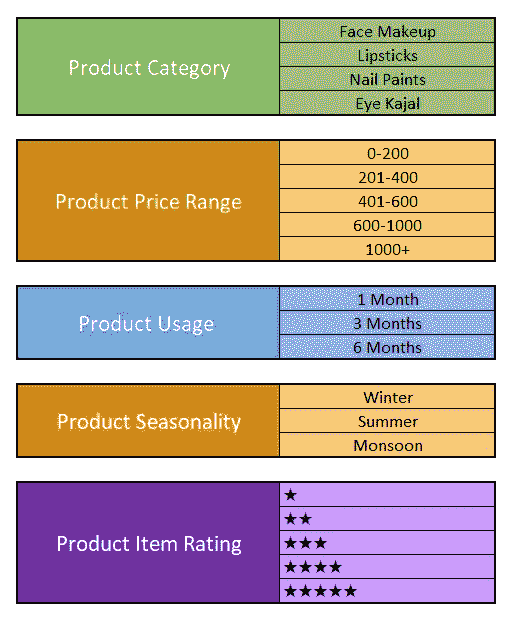 Product Category
Face Makeup
Lipsticks
Nail Paints
Eye Kajal
Product Price Range
0-200
201-400
401-600
600-1000
1000+
Product Usage
1 Month
3 Months
6 Months
Product Seasonality
Winter
Summer
Monsoon
Product Item Rating
★
★★
★★★
★★★★
★★★★★